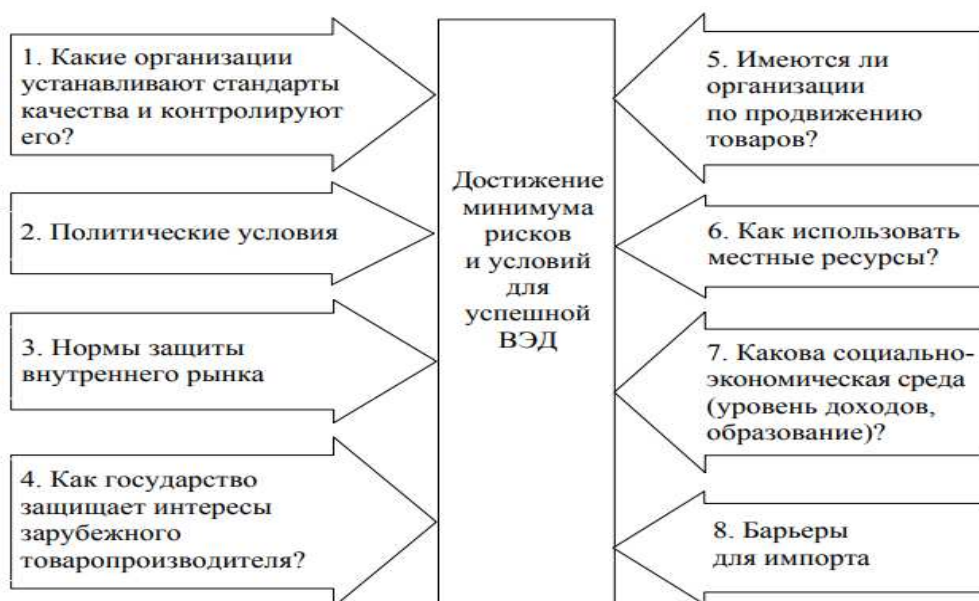 1. Какие организации
устанавливают стандарты
качества и контролируют
его?
2. Политические условия
3. Нормы защиты
внутреннего рынка
4. Как государство
защищает интересы
зарубежного
товаропроизводителя?
Достижение
минимума
рисков
и условий
для
успешной
ВЭД
5. Имеются ли
организации
по продвижению
товаров?
6. Как использовать
местные ресурсы?
7. Какова социально-
экономическая среда
(уровень доходов,
образование)?
8. Барьеры
для импорта